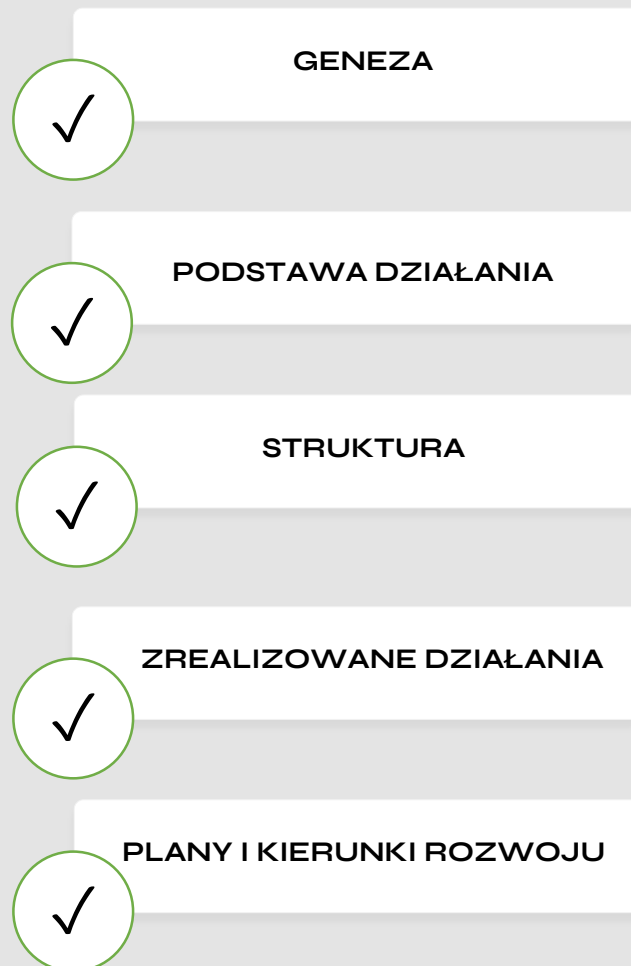 GENEZA
PODSTAWA DZIAŁANIA
STRUKTURA
ZREALIZOWANE DZIAŁANIA
PLANY I KIERUNKI ROZWOJU